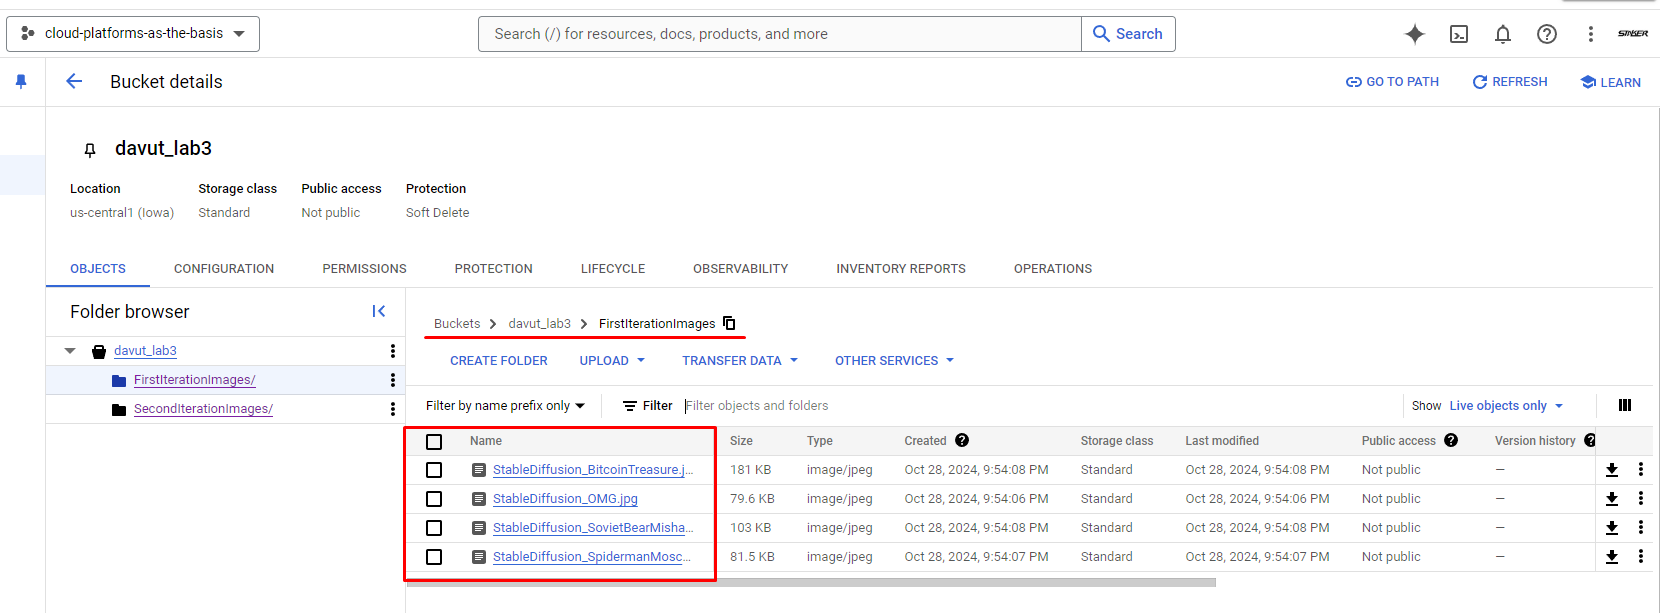 cloud-platforms-as-the-basis
Search (/) for resources, docs, products, and more
Search
STNKER
Bucket details
GO TO PATH
REFRESH
LEARN
davut_lab3
Location Storage class Public access Protection
us-central1 (Iowa) Standard Not public Soft Delete
OBJECTS CONFIGURATION PERMISSIONS PROTECTION LIFECYCLE OBSERVABILITY INVENTORY REPORTS OPERATIONS
Folder browser
davut_lab3
FirstIterationImages/
SecondIterationImages/
Buckets > davut_lab3 > FirstIterationImages
CREATE FOLDER UPLOAD TRANSFER DATA OTHER SERVICES
Filter by name prefix only Filter Filter objects and folders Show Live objects only
Name Size Type Created Storage class Last modified Public access Version history
StableDiffusion_BitcoinTreasure.j... 181 KB image/jpeg Oct 28, 2024, 9:54:08 PM Standard Oct 28, 2024, 9:54:08 PM Not public —
StableDiffusion_OMG.jpg 79.6 KB image/jpeg Oct 28, 2024, 9:54:06 PM Standard Oct 28, 2024, 9:54:06 PM Not public —
StableDiffusion_SovietBearMisha... 103 KB image/jpeg Oct 28, 2024, 9:54:08 PM Standard Oct 28, 2024, 9:54:08 PM Not public —
StableDiffusion_SpidermanMosc... 81.5 KB image/jpeg Oct 28, 2024, 9:54:07 PM Standard Oct 28, 2024, 9:54:07 PM Not public —